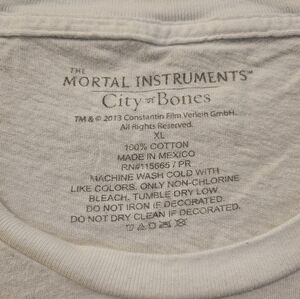 THE
MORTAL INSTRUMENTS™
City of Bones
TM & © 2013 Constantin Film Verleih GmbH.
All Rights Reserved.
XL
100% COTTON
MADE IN MEXICO
RN#115665 / PR
MACHINE WASH COLD WITH
LIKE COLORS. ONLY NON-CHLORINE
BLEACH. TUMBLE DRY LOW.
DO NOT IRON IF DECORATED.
DO NOT DRY CLEAN IF DECORATED.